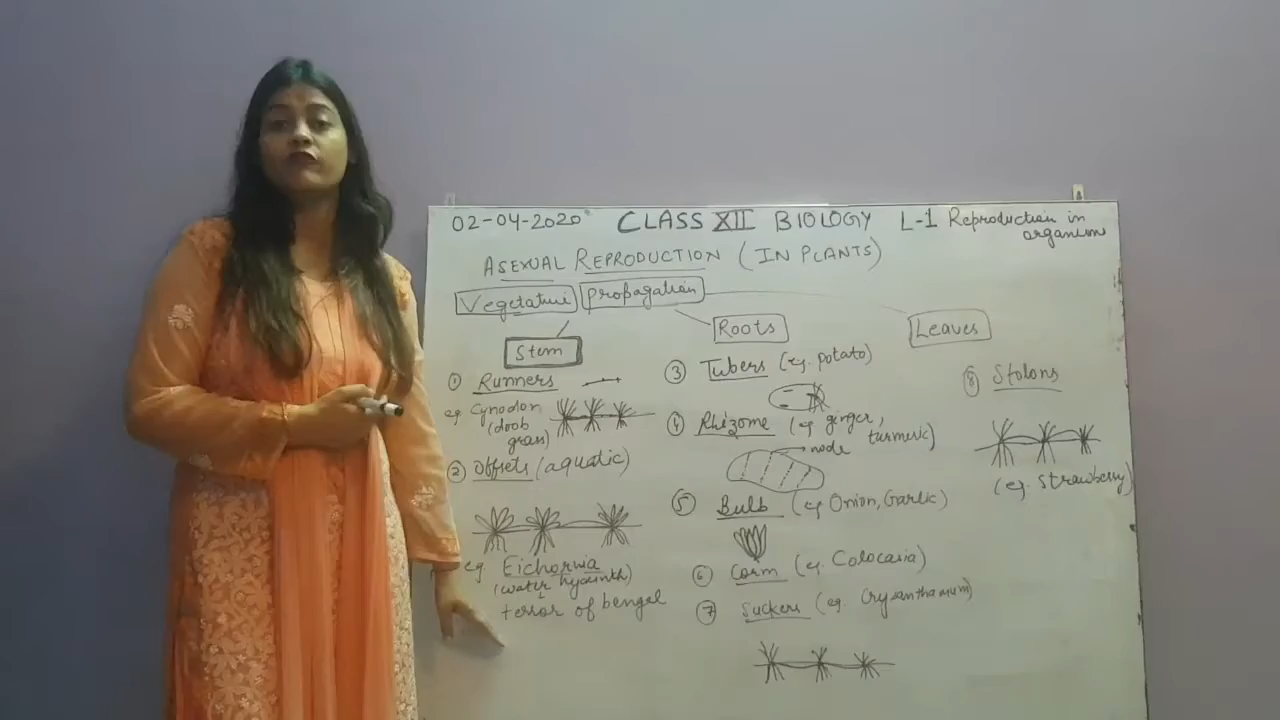 02-04-2020 CLASS XII BIOLOGY L-1 Reproduction in
organism
ASEXUAL REPRODUCTION (IN PLANTS)
Vegetative propagation
Stem
Roots
Leaves
① Runners
eg Cynodon
(doob
grass)
② Offsets (aquatic)
eg. Eichornia
(water hyacinth)
terror of bengal
③ Tubers (eg. potato)
④ Rhizome (eg ginger,
turmeric)
node
⑤ Bulb (eg Onion, Garlic)
⑥ Corm (eg. Colocasia)
⑦ Suckers (eg Crysanthamum)
⑧ Stolons
(eg. Strawberry)